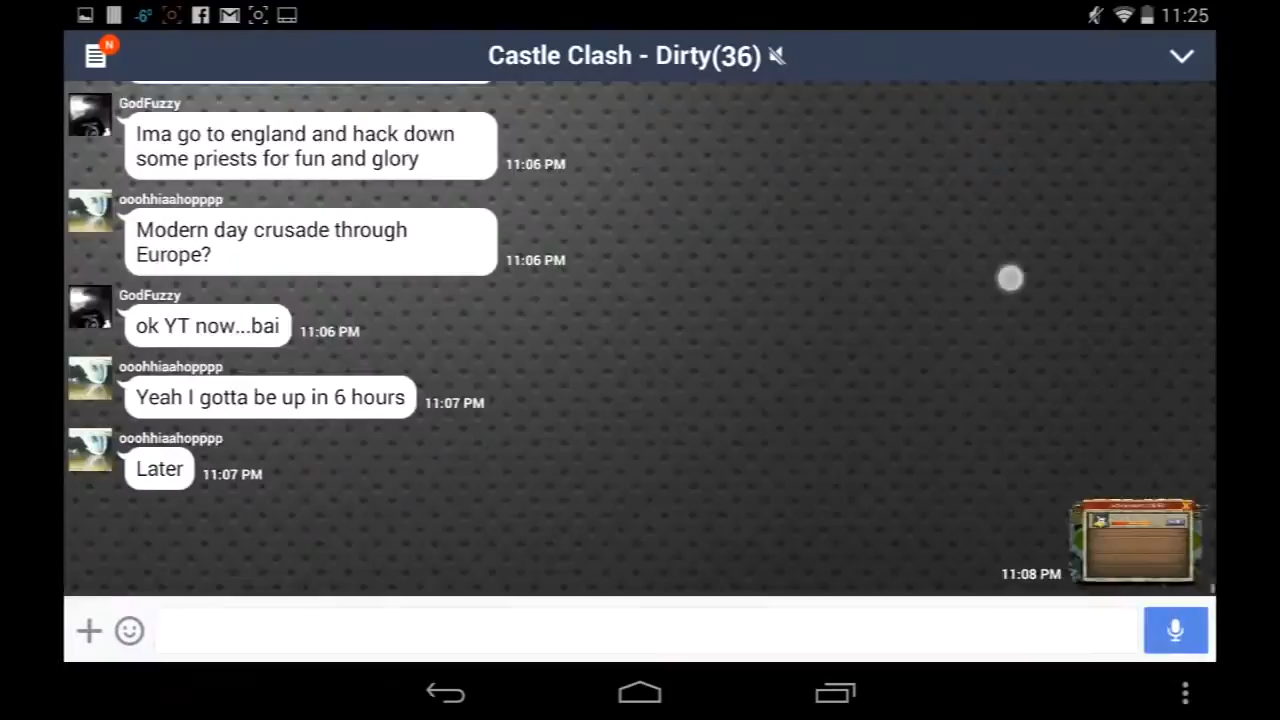 -6°
11:25
N
Castle Clash - Dirty(36)
GodFuzzy
Ima go to england and hack down
some priests for fun and glory
11:06 PM
ooohhiaahopppp
Modern day crusade through
Europe?
11:06 PM
GodFuzzy
ok YT now...bai
11:06 PM
ooohhiaahopppp
Yeah I gotta be up in 6 hours
11:07 PM
ooohhiaahopppp
Later
11:07 PM
11:08 PM